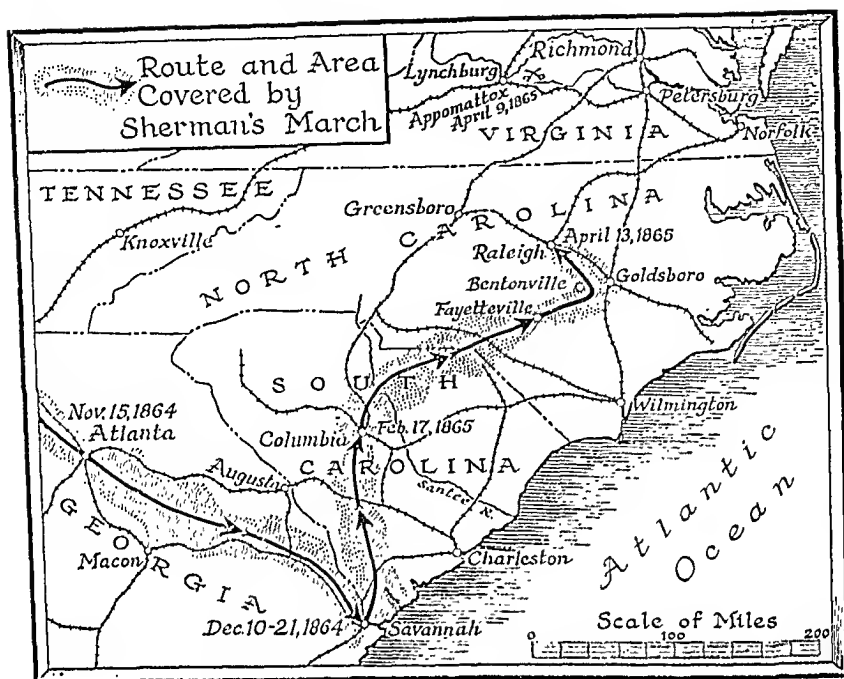 Route and Area
Covered by
Sherman's March
Richmond
Lynchburg
Appomattox
April 9, 1865
Petersburg
VIRGINIA
Norfolk
TENNESSEE
Knoxville
Greensboro
NORTH CAROLINA
Raleigh
April 13, 1865
Bentonville
Goldsboro
Fayetteville
SOUTH
CAROLINA
Nov. 15, 1864
Atlanta
Columbia
Feb. 17, 1865
Wilmington
Augusta
Santee R.
GEORGIA
Macon
Charleston
Dec. 10-21, 1864
Savannah
Atlantic
Ocean
Scale of Miles
0 100 200